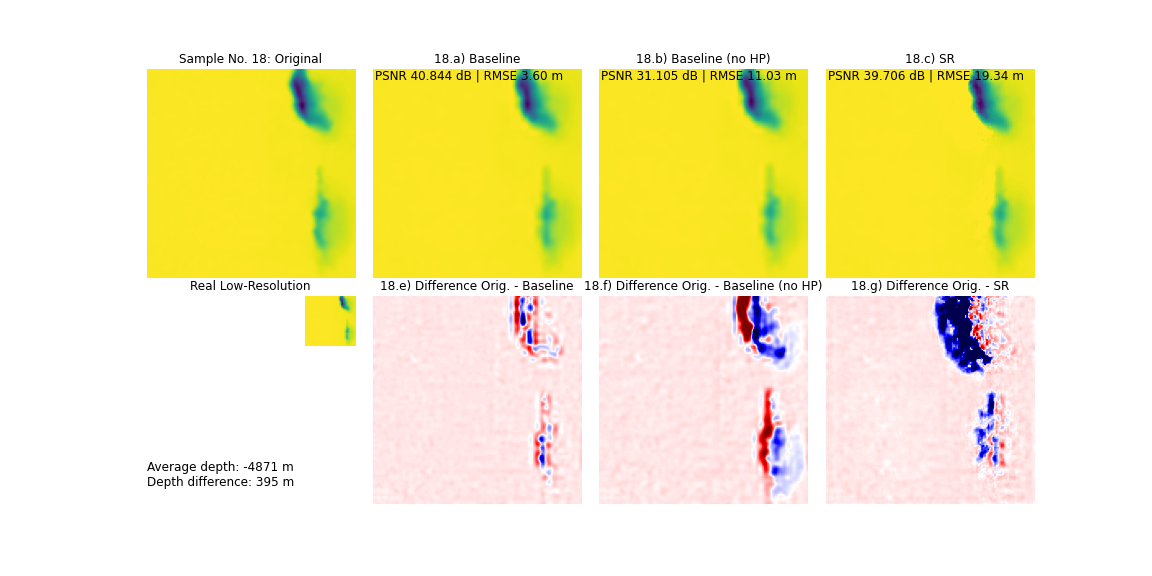 Sample No. 18: Original
18.a) Baseline
18.b) Baseline (no HP)
18.c) SR
PSNR 40.844 dB | RMSE 3.60 m
PSNR 31.105 dB | RMSE 11.03 m
PSNR 39.706 dB | RMSE 19.34 m
Real Low-Resolution
18.e) Difference Orig. - Baseline
18.f) Difference Orig. - Baseline (no HP)
18.g) Difference Orig. - SR
Average depth: -4871 m
Depth difference: 395 m